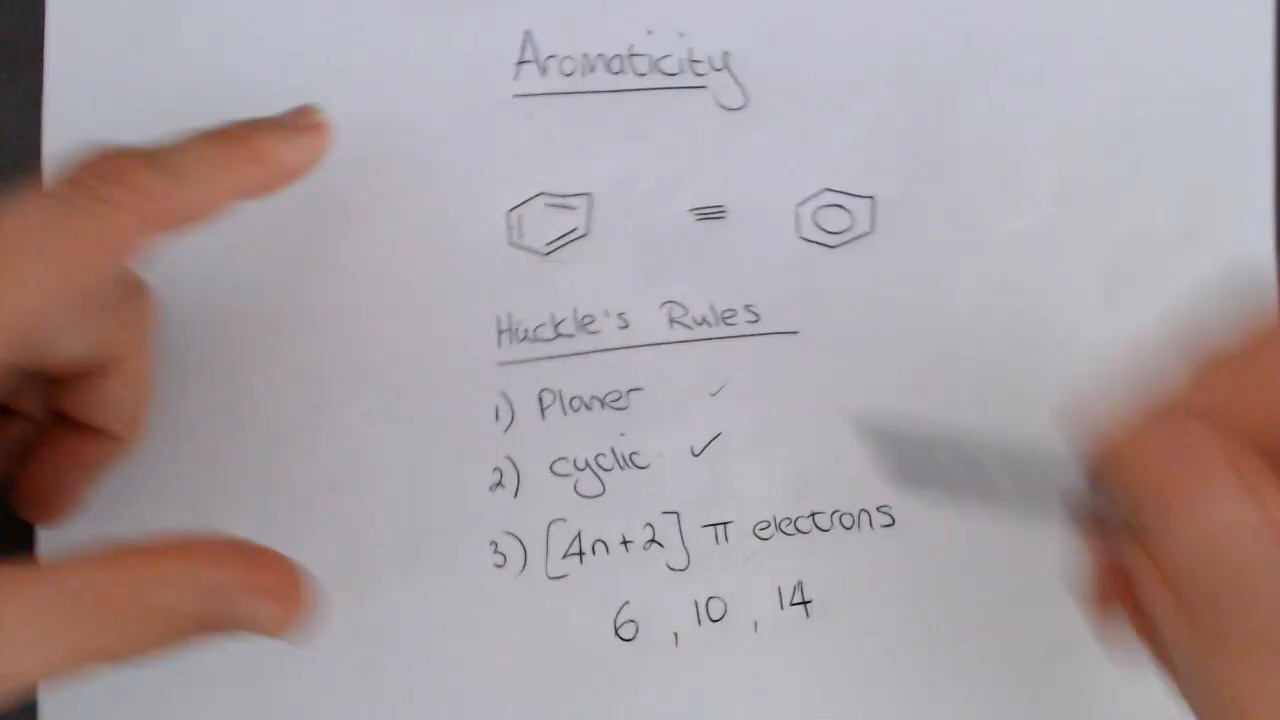 Aromaticity
≡
Huckle's Rules
1) Planer ✓
2) cyclic ✓
3) [4n+2] π electrons
6 , 10 , 14